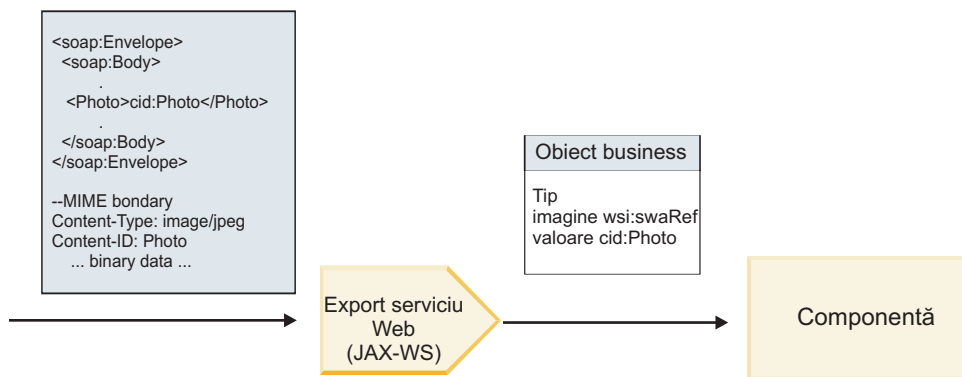 <soap:Envelope>
<soap:Body>
.
<Photo>cid:Photo</Photo>
.
</soap:Body>
</soap:Envelope>
--MIME bondary
Content-Type: image/jpeg
Content-ID: Photo
... binary data ...
Obiect business
Tip
imagine wsi:swaRef
valoare cid:Photo
Export serviciu
Web
(JAX-WS)
Componentă